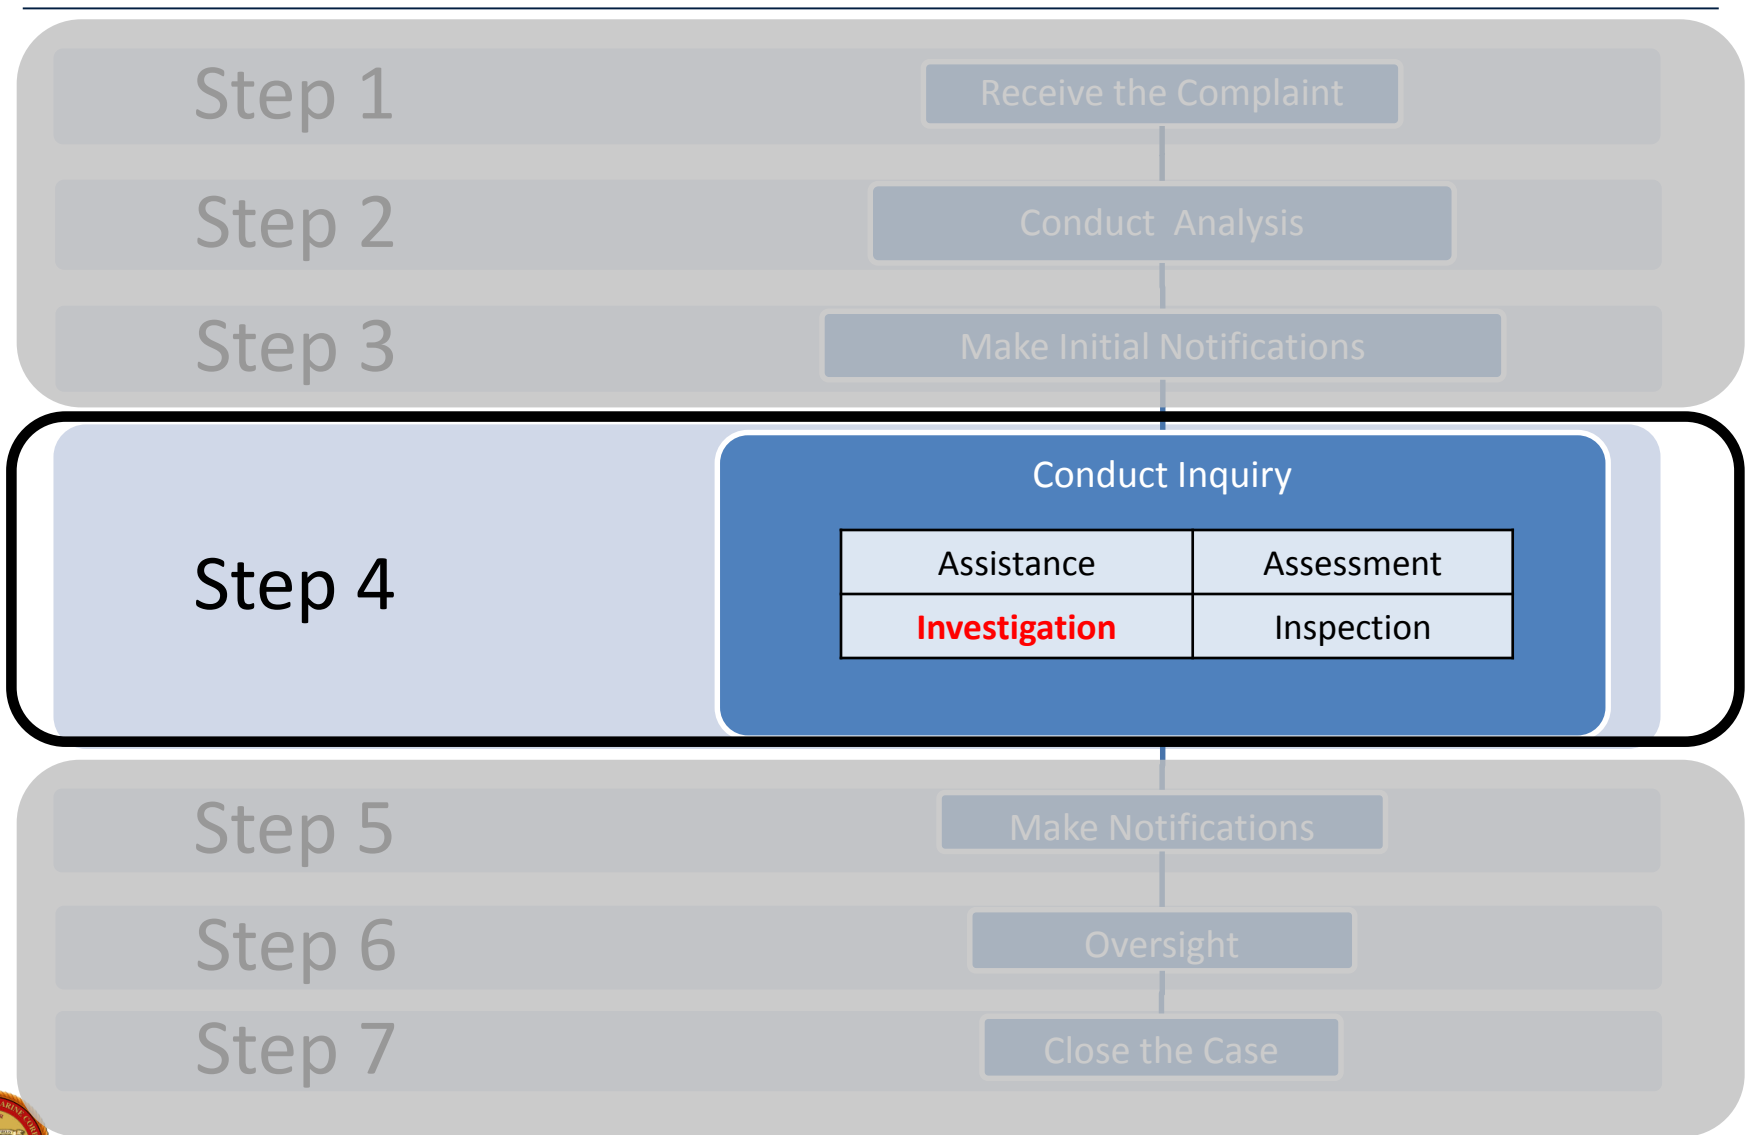 Step 1
Receive the Complaint
Step 2
Conduct Analysis
Step 3
Make Initial Notifications
Conduct Inquiry
Step 4
Assistance
Assessment
Investigation
Inspection
Step 5
Make Notifications
Step 6
Oversight
Step 7
Close the Case